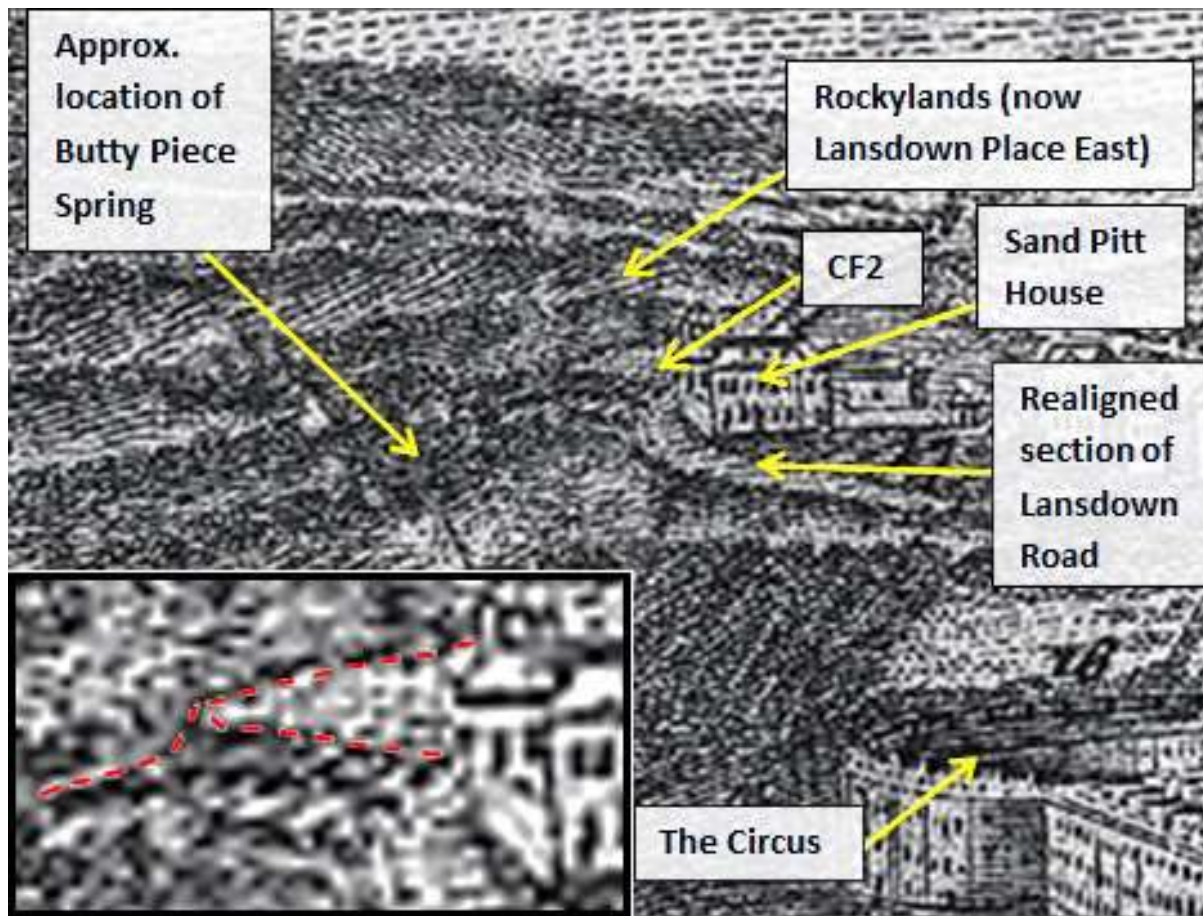 Approx.
location of
Butty Piece
Spring
Rockylands (now
Lansdown Place East)
CF2
Sand Pitt
House
Realigned
section of
Lansdown
Road
18
The Circus